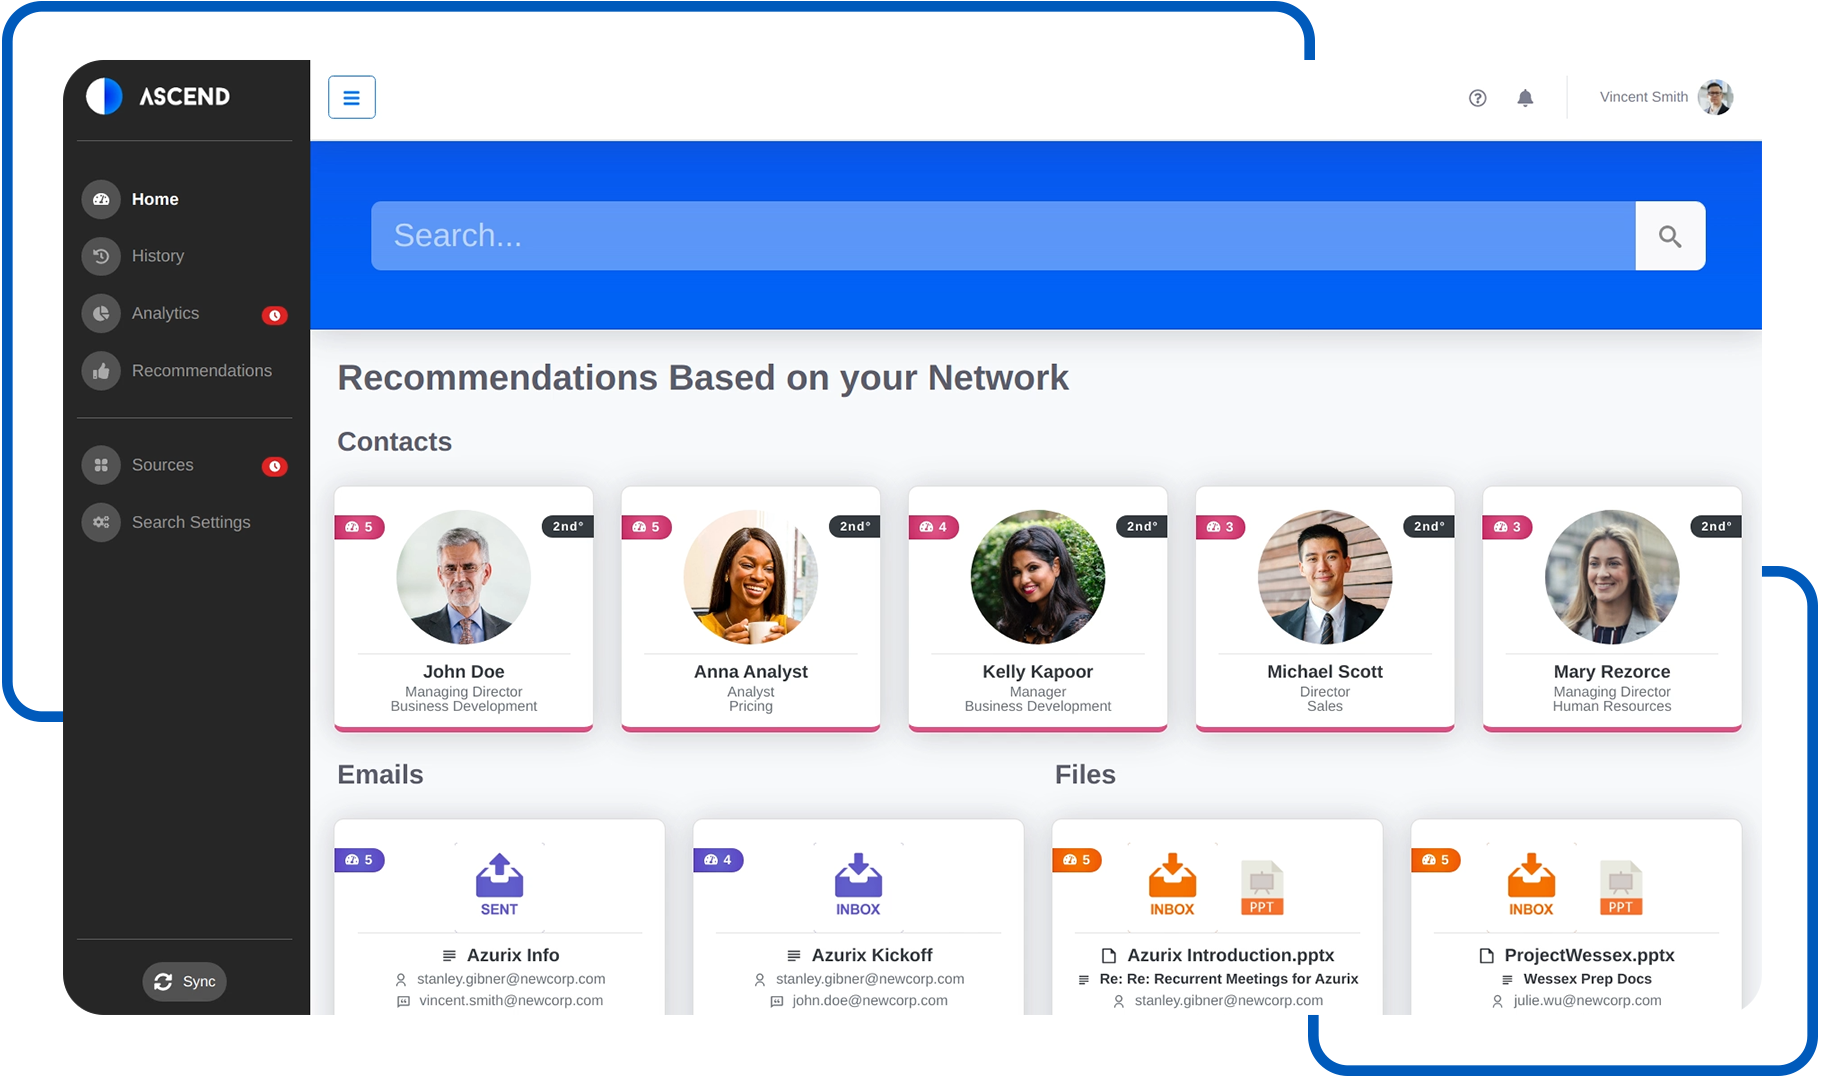 ASCEND
Vincent Smith
Home
History
Analytics
Recommendations
Sources
Search Settings
Sync
Search...
Recommendations Based on your Network
Contacts
5 2nd°
John Doe
Managing Director
Business Development
5 2nd°
Anna Analyst
Analyst
Pricing
4 2nd°
Kelly Kapoor
Manager
Business Development
3 2nd°
Michael Scott
Director
Sales
3 2nd°
Mary Rezorce
Managing Director
Human Resources
Emails
5
SENT
Azurix Info
stanley.gibner@newcorp.com
vincent.smith@newcorp.com
4
INBOX
Azurix Kickoff
stanley.gibner@newcorp.com
john.doe@newcorp.com
Files
5
INBOX PPT
Azurix Introduction.pptx
Re: Re: Recurrent Meetings for Azurix
stanley.gibner@newcorp.com
5
INBOX PPT
ProjectWessex.pptx
Wessex Prep Docs
julie.wu@newcorp.com